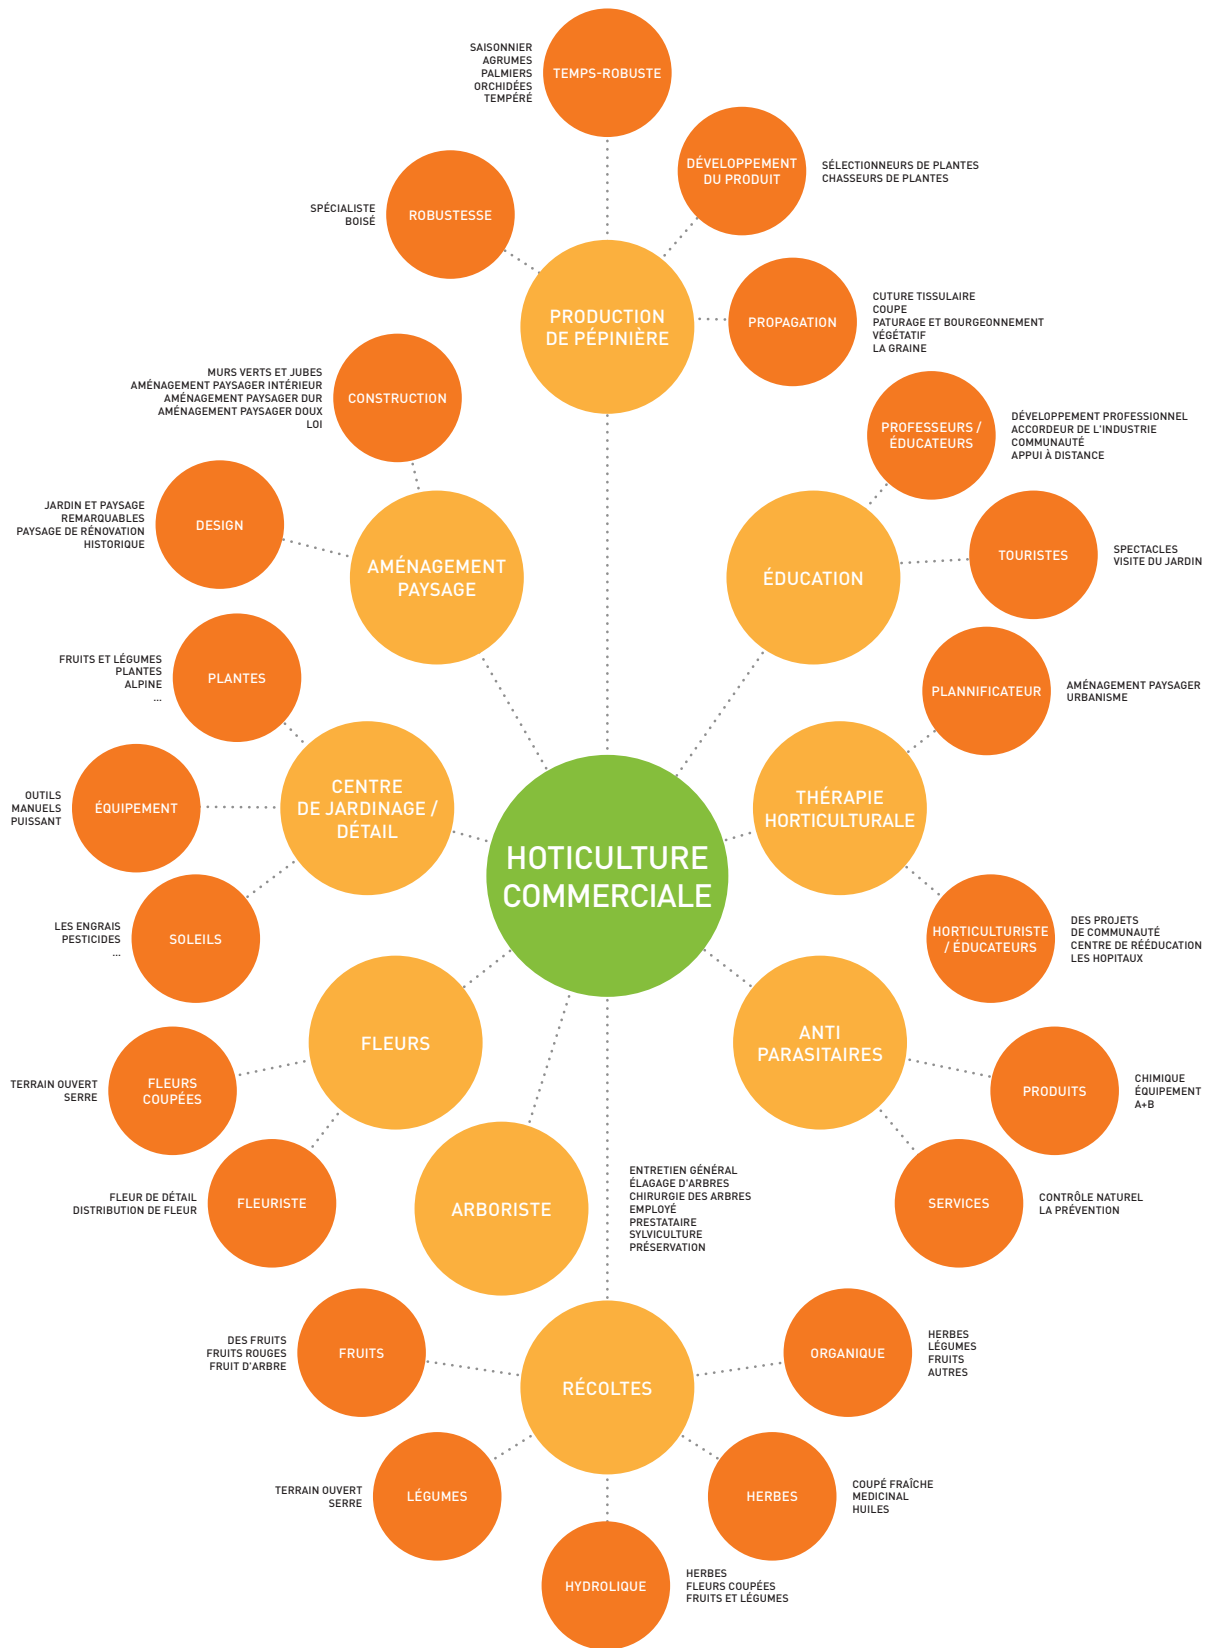 SAISONNIER
AGRUMES
PALMIERS
ORCHIDÉES
TEMPÉRÉ
TEMPS-ROBUSTE
DÉVELOPPEMENT
DU PRODUIT
SÉLECTIONNEURS DE PLANTES
CHASSEURS DE PLANTES
SPÉCIALISTE
BOISÉ
ROBUSTESSE
PRODUCTION
DE PÉPINIÈRE
PROPAGATION
CUTURE TISSULAIRE
COUPE
PATURAGE ET BOURGEONNEMENT
VÉGÉTATIF
LA GRAINE
MURS VERTS ET JUBES
AMÉNAGEMENT PAYSAGER INTÉRIEUR
AMÉNAGEMENT PAYSAGER DUR
AMÉNAGEMENT PAYSAGER DOUX
LOI
CONSTRUCTION
PROFESSEURS /
ÉDUCATEURS
DÉVELOPPEMENT PROFESSIONNEL
ACCORDEUR DE L'INDUSTRIE
COMMUNAUTÉ
APPUI À DISTANCE
JARDIN ET PAYSAGE
REMARQUABLES
PAYSAGE DE RÉNOVATION
HISTORIQUE
DESIGN
AMÉNAGEMENT
PAYSAGE
ÉDUCATION
TOURISTES
SPECTACLES
VISITE DU JARDIN
FRUITS ET LÉGUMES
PLANTES
ALPINE
...
PLANTES
PLANNIFICATEUR
AMÉNAGEMENT PAYSAGER
URBANISME
OUTILS
MANUELS
PUISSANT
ÉQUIPEMENT
CENTRE
DE JARDINAGE /
DÉTAIL
THÉRAPIE
HORTICULTURALE
HOTICULTURE
COMMERCIALE
LES ENGRAIS
PESTICIDES
...
SOLEILS
HORTICULTURISTE
/ ÉDUCATEURS
DES PROJETS
DE COMMUNAUTÉ
CENTRE DE RÉÉDUCATION
LES HOPITAUX
FLEURS
ANTI
PARASITAIRES
TERRAIN OUVERT
SERRE
FLEURS
COUPÉES
PRODUITS
CHIMIQUE
ÉQUIPEMENT
A+B
FLEUR DE DÉTAIL
DISTRIBUTION DE FLEUR
FLEURISTE
ARBORISTE
ENTRETIEN GÉNÉRAL
ÉLAGAGE D'ARBRES
CHIRURGIE DES ARBRES
EMPLOYÉ
PRESTATAIRE
SYLVICULTURE
PRÉSERVATION
SERVICES
CONTRÔLE NATUREL
LA PRÉVENTION
DES FRUITS
FRUITS ROUGES
FRUIT D'ARBRE
FRUITS
RÉCOLTES
ORGANIQUE
HERBES
LÉGUMES
FRUITS
AUTRES
TERRAIN OUVERT
SERRE
LÉGUMES
HERBES
COUPÉ FRAÎCHE
MEDICINAL
HUILES
HYDROLIQUE
HERBES
FLEURS COUPÉES
FRUITS ET LÉGUMES